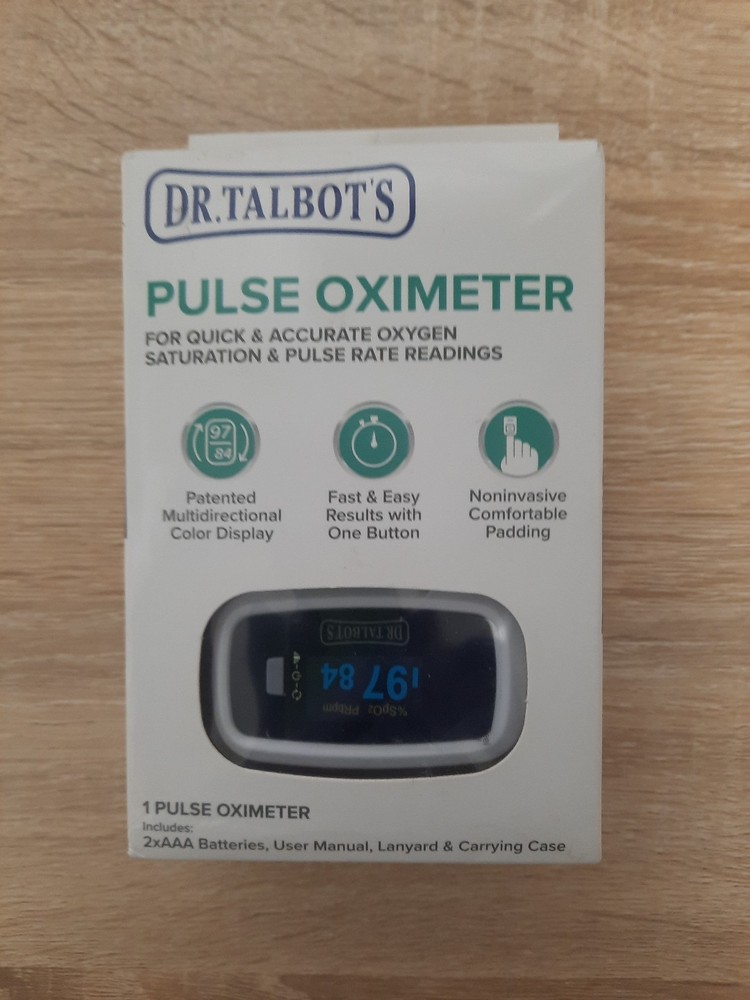 DR.TALBOT'S
PULSE OXIMETER
FOR QUICK & ACCURATE OXYGEN
SATURATION & PULSE RATE READINGS
97
84
Patented
Multidirectional
Color Display
Fast & Easy
Results with
One Button
Noninvasive
Comfortable
Padding
DR.TALBOT'S
97 84
%SpO₂ PRbpm
1 PULSE OXIMETER
Includes:
2xAAA Batteries, User Manual, Lanyard & Carrying Case